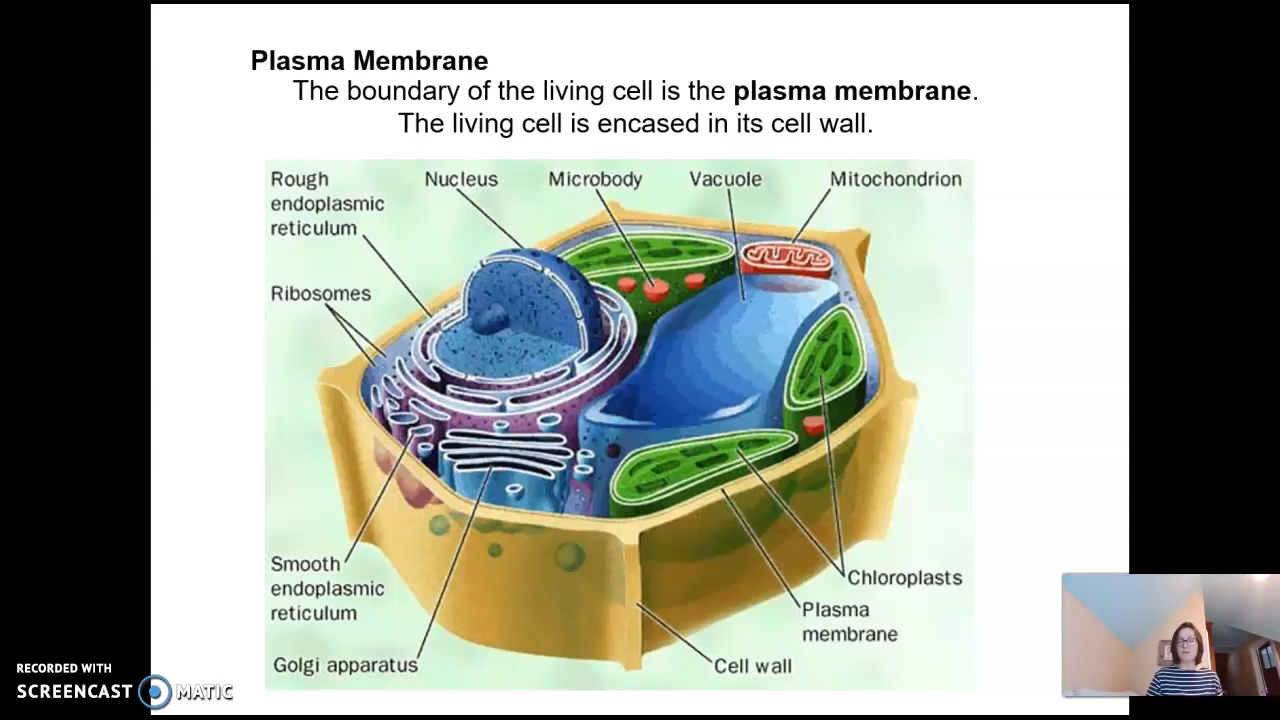 Plasma Membrane
The boundary of the living cell is the plasma membrane.
The living cell is encased in its cell wall.
Rough
endoplasmic
reticulum
Nucleus
Microbody
Vacuole
Mitochondrion
Ribosomes
Smooth
endoplasmic
reticulum
Golgi apparatus
Chloroplasts
Plasma
membrane
Cell wall
RECORDED WITH
SCREENCAST MATIC